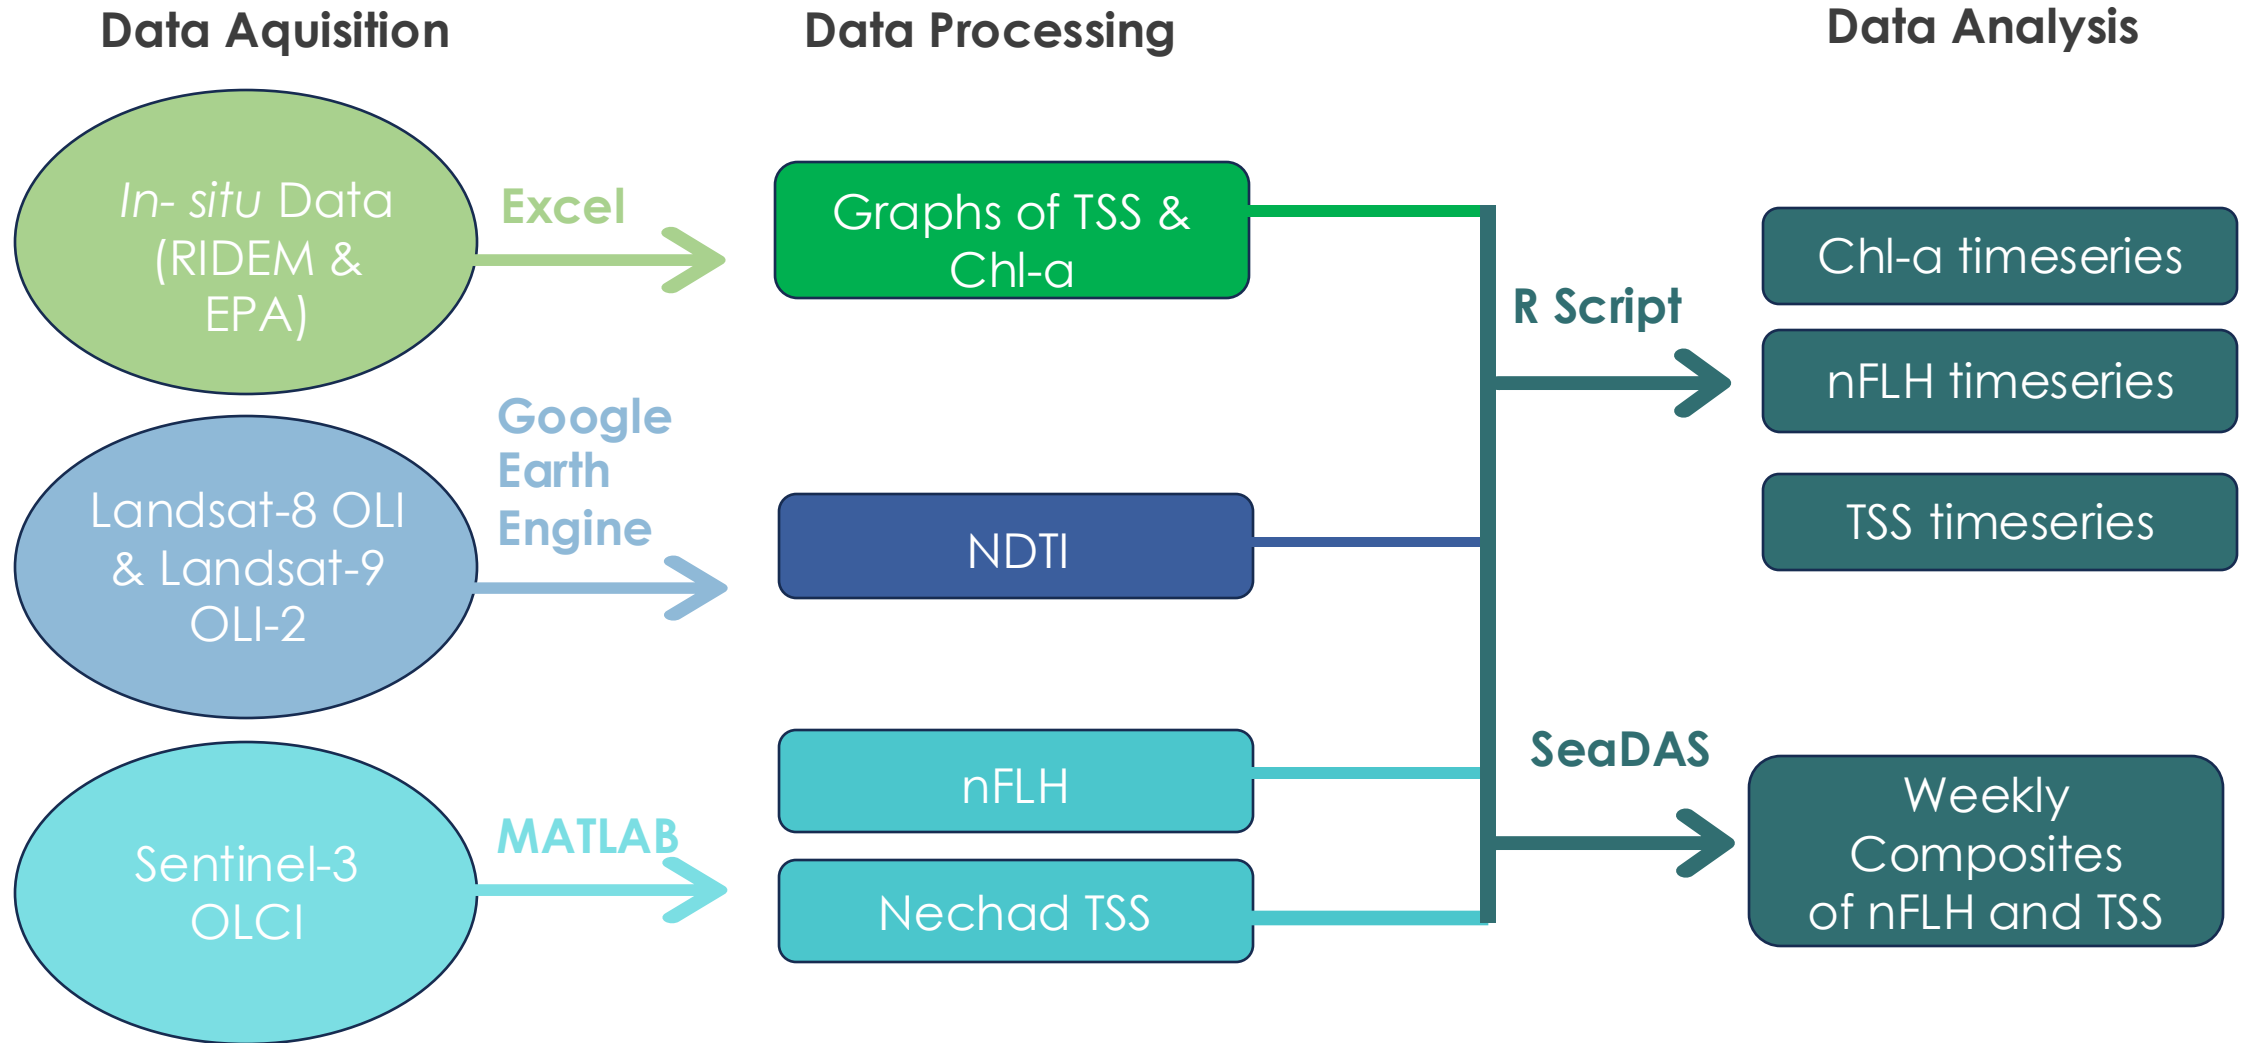 Data Aquisition
Data Processing
Data Analysis
In- situ Data
(RIDEM &
EPA)
Excel
Graphs of TSS &
Chl-a
R Script
Chl-a timeseries
nFLH timeseries
TSS timeseries
Landsat-8 OLI
& Landsat-9
OLI-2
Google
Earth
Engine
NDTI
Sentinel-3
OLCI
MATLAB
nFLH
Nechad TSS
SeaDAS
Weekly
Composites
of nFLH and TSS